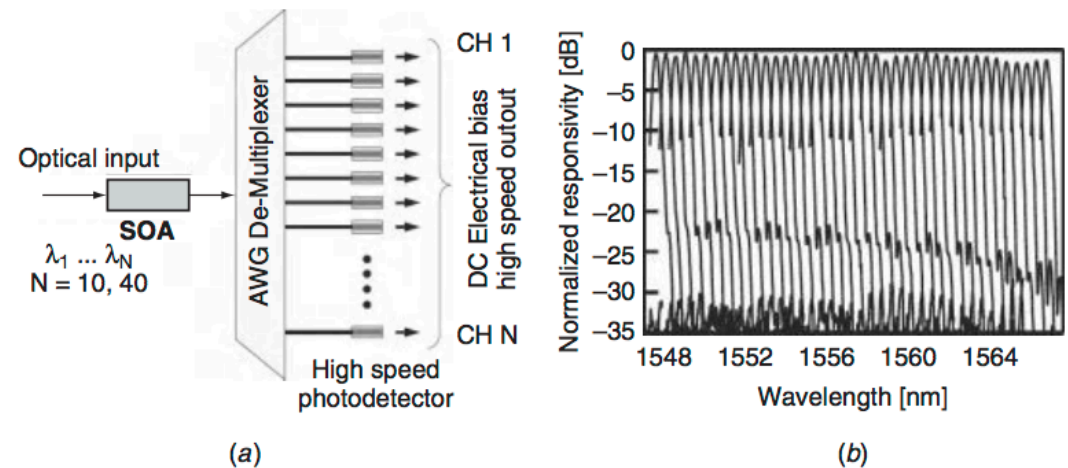 Optical input
SOA
λ1 ... λN
N = 10, 40
AWG De-Multiplexer
CH 1
DC Electrical bias
high speed outout
CH N
High speed
photodetector
(a)
Normalized responsivity [dB]
0
−5
−10
−15
−20
−25
−30
−35
1548 1552 1556 1560 1564
Wavelength [nm]
(b)